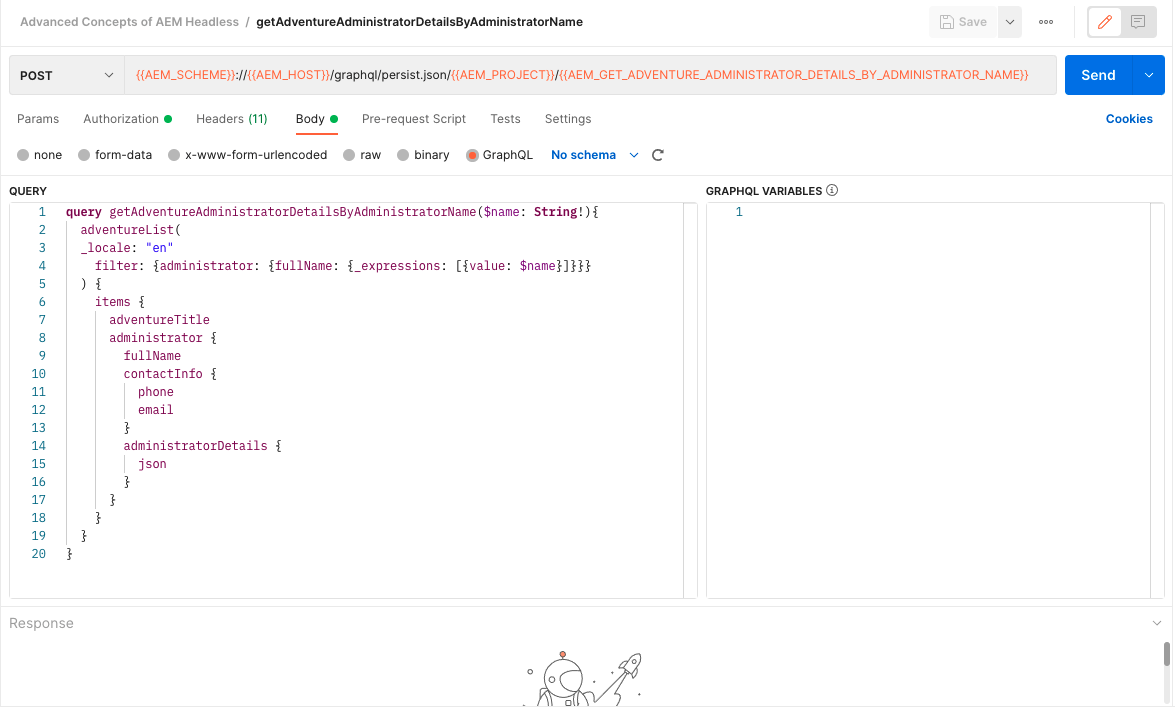 Advanced Concepts of AEM Headless / getAdventureAdministratorDetailsByAdministratorName
Save
POST
{{AEM_SCHEME}}://{{AEM_HOST}}/graphql/persist.json/{{AEM_PROJECT}}/{{AEM_GET_ADVENTURE_ADMINISTRATOR_DETAILS_BY_ADMINISTRATOR_NAME}}
Send
Params Authorization Headers (11) Body Pre-request Script Tests Settings Cookies
none form-data x-www-form-urlencoded raw binary GraphQL No schema
QUERY
1 query getAdventureAdministratorDetailsByAdministratorName($name: String!){
2 adventureList(
3 _locale: "en"
4 filter: {administrator: {fullName: {_expressions: [{value: $name}]}}}
5 ) {
6 items {
7 adventureTitle
8 administrator {
9 fullName
10 contactInfo {
11 phone
12 email
13 }
14 administratorDetails {
15 json
16 }
17 }
18 }
19 }
20 }
GRAPHQL VARIABLES
1
Response